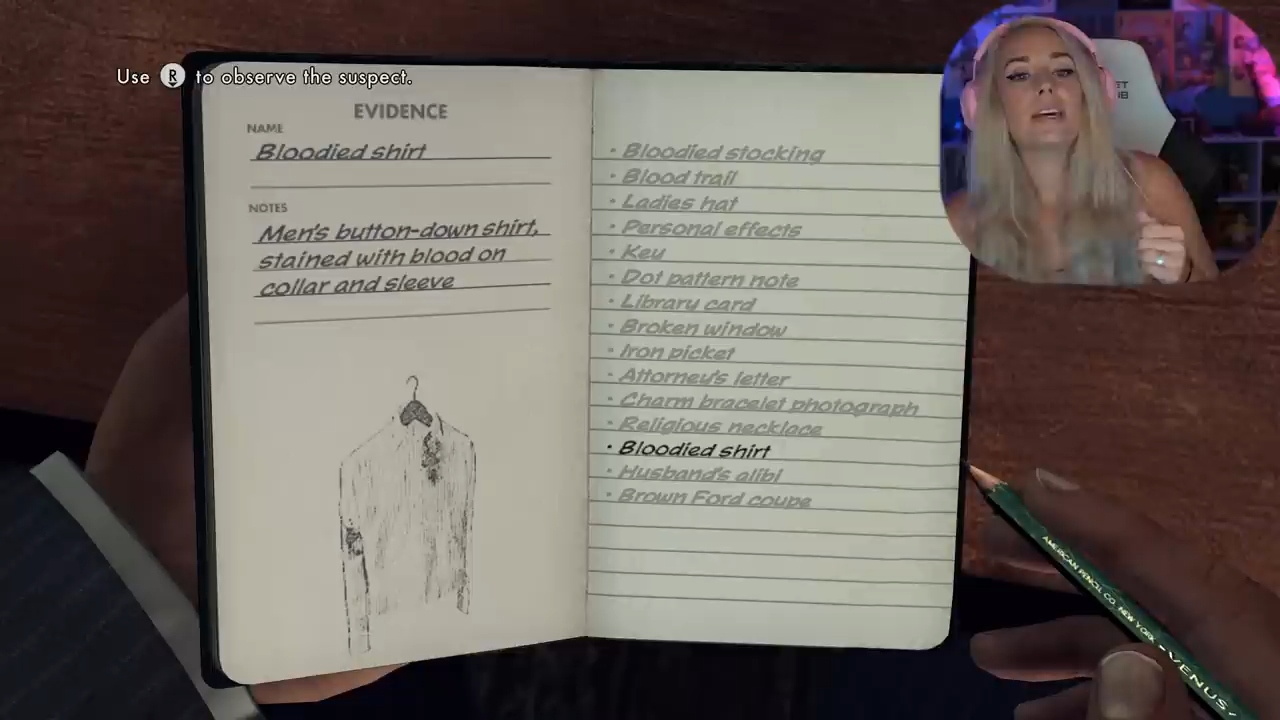 Use R to observe the suspect.
EVIDENCE
NAME
Bloodied shirt
NOTES
Men's button-down shirt,
stained with blood on
collar and sleeve
• Bloodied stocking
• Blood trail
• Ladies hat
• Personal effects
• Key
• Dot pattern note
• Library card
• Broken window
• Iron picket
• Attorney's letter
• Charm bracelet photograph
• Religious necklace
• Bloodied shirt
• Husband's alibi
• Brown Ford coupe
AMERICAN PENCIL CO. NEW YORK VENUS